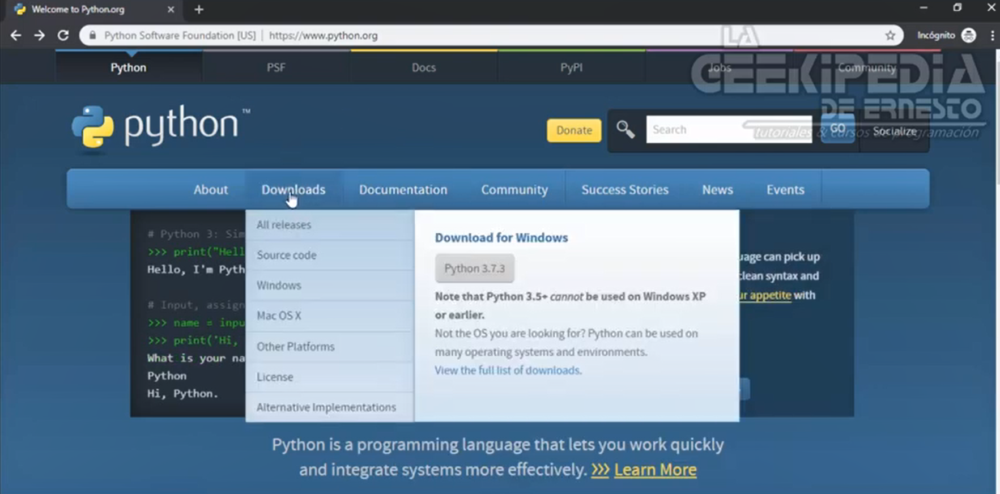 Welcome to Python.org
Python Software Foundation [US] | https://www.python.org
Incógnito
Python
PSF
Docs
PyPI
Jobs
Community
LA
GEEKIPEDIA
DE ERNESTO
tutoriales & cursos de programación
python™
Donate
Search
GO
Socialize
About
Downloads
Documentation
Community
Success Stories
News
Events
All releases
Source code
Windows
Mac OS X
Other Platforms
License
Alternative Implementations
Download for Windows
Python 3.7.3
Note that Python 3.5+ cannot be used on Windows XP
or earlier.
Not the OS you are looking for? Python can be used on
many operating systems and environments.
View the full list of downloads.
# Python 3: Sim
>>> print("Hell
Hello, I'm Pyth
# Input, assign
>>> name = inpu
>>> print('Hi,
What is your na
Python
Hi, Python.
uage can pick up
clean syntax and
ur appetite with
Python is a programming language that lets you work quickly
and integrate systems more effectively. >>> Learn More